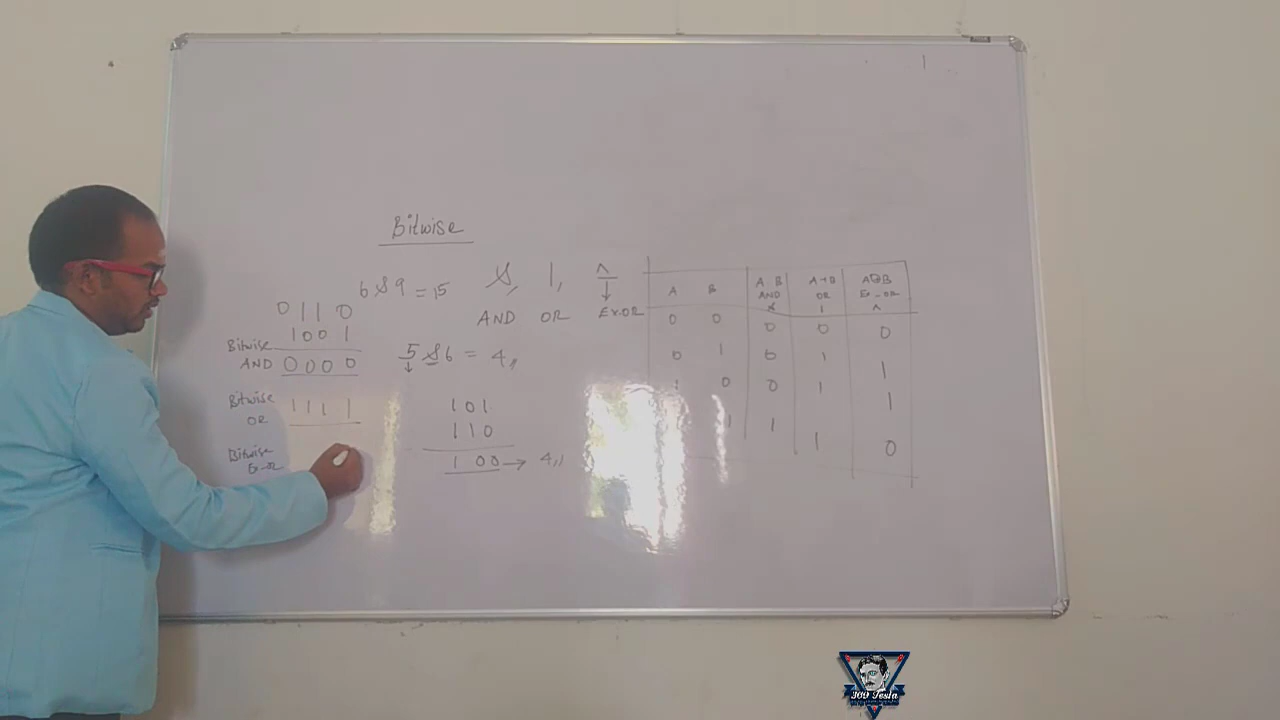 Bitwise
6 & 9 = 15
&, |, ^
AND OR Ex.OR
5 & 6 = 4,,
101
110
100 → 4,,
0110
1001
Bitwise
AND 0000
Bitwise
OR 1111
Bitwise
Ex-OR
A B A B AND & A+B OR | A⊕B Ex-OR ^
0 0 0 0 0
0 1 0 1 1
1 0 0 1 1
1 1 1 1 0
309 Tesla